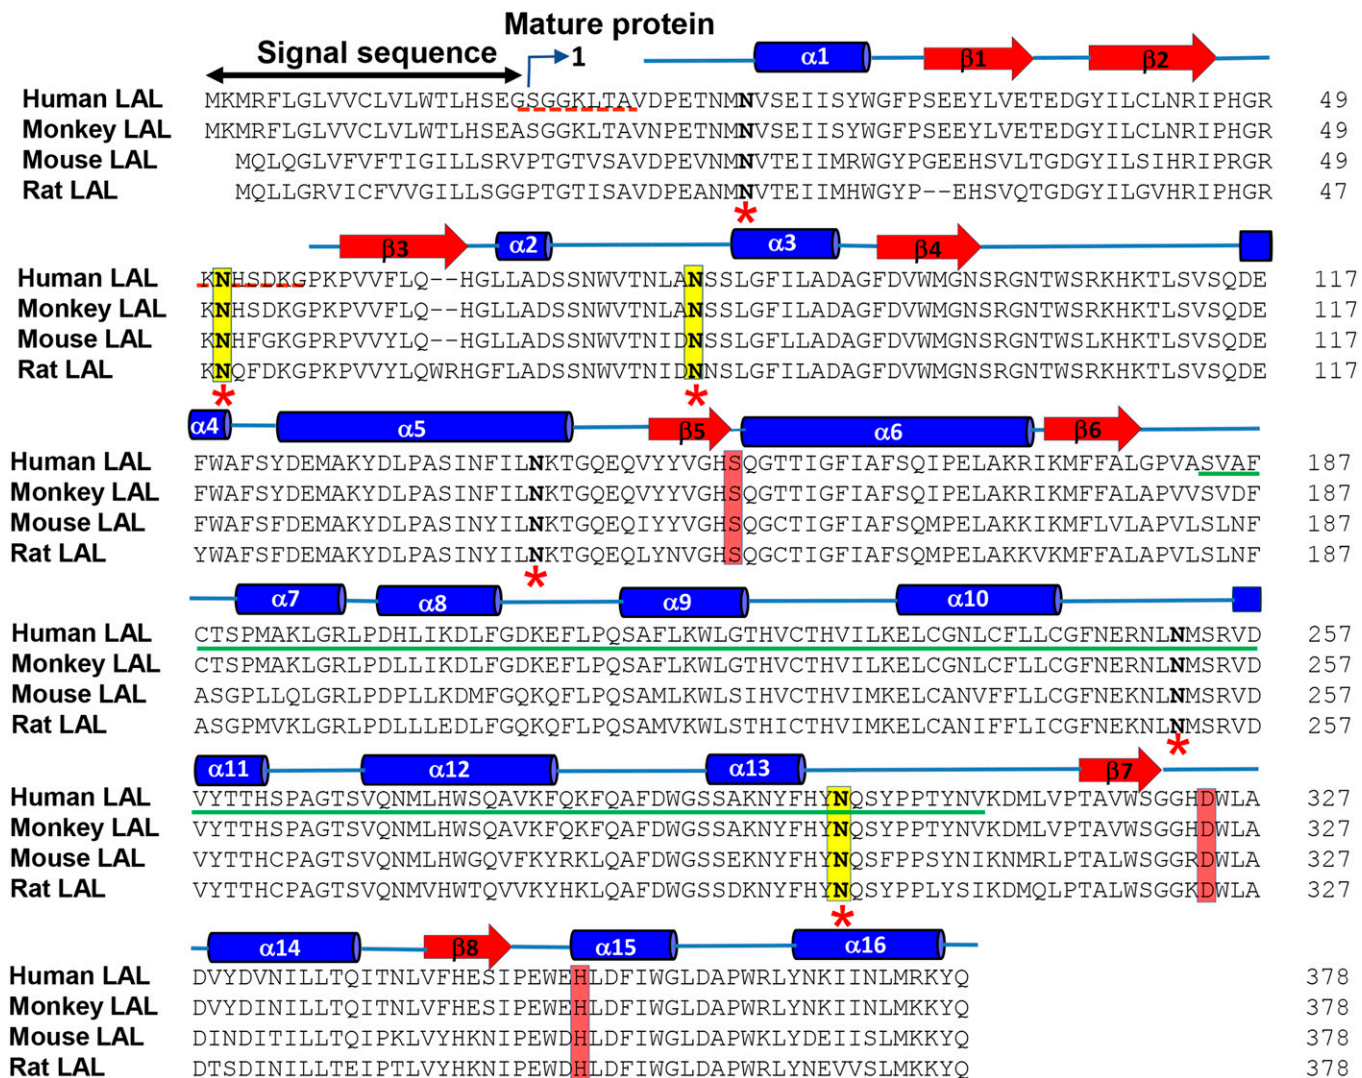 Mature protein
Signal sequence 1 α1 β1 β2
Human LAL MKMRFLGLVVCLVLWTLHSEGSGGKLTAVDPETNMNVSEIISYWGFPSEEYLVETEDGYILCLNRIPHGR 49
Monkey LAL MKMRFLGLVVCLVLWTLHSEASGGKLTAVNPETNMNVSEIISYWGFPSEEYLVETEDGYILCLNRIPHGR 49
Mouse LAL MQLQGLVFVFTIGILLSRVPTGTVSAVDPEVNMNVTEIIMRWGYPGEEHSVLTGDGYILSIHRIPRGR 49
Rat LAL MQLLGRVICFVVGILLSGGPTGTISAVDPEANMNVTEIIMHWGYP--EHSVQTGDGYILGVHRIPHGR 47
*
β3 α2 α3 β4
Human LAL KNHSDKGPKPVVFLQ--HGLLADSSNWVTNLANSSLGFILADAGFDVWMGNSRGNTWSRKHKTLSVSQDE 117
Monkey LAL KNHSDKGPKPVVFLQ--HGLLADSSNWVTNLANSSLGFILADAGFDVWMGNSRGNTWSRKHKTLSVSQDE 117
Mouse LAL KNHFGKGPRPVVYLQ--HGLLADSSNWVTNIDNSSLGFLLADAGFDVWMGNSRGNTWSLKHKTLSVSQDE 117
Rat LAL KNQFDKGPKPVVYLQWRHGFLADSSNWVTNIDNNSLGFILADAGFDVWMGNSRGNTWSRKHKTLSVSQDE 117
* *
α4 α5 β5 α6 β6
Human LAL FWAFSYDEMAKYDLPASINFILNKTGQEQVYYVGHSQGTTIGFIAFSQIPELAKRIKMFFALGPVASVAF 187
Monkey LAL FWAFSYDEMAKYDLPASINFILNKTGQEQVYYVGHSQGTTIGFIAFSQIPELAKRIKMFFALAPVVSVDF 187
Mouse LAL FWAFSFDEMAKYDLPASINYILNKTGQEQIYYVGHSQGCTIGFIAFSQMPELAKKIKMFLVLAPVLSLNF 187
Rat LAL YWAFSFDEMAKYDLPASINYILNKTGQEQLYNVGHSQGCTIGFIAFSQMPELAKKVKMFFALAPVLSLNF 187
*
α7 α8 α9 α10
Human LAL CTSPMAKLGRLPDHLIKDLFGDKEFLPQSAFLKWLGTHVCTHVILKELCGNLCFLLCGFNERNLNMSRVD 257
Monkey LAL CTSPMAKLGRLPDLLIKDLFGDKEFLPQSAFLKWLGTHVCTHVILKELCGNLCFLLCGFNERNLNMSRVD 257
Mouse LAL ASGPLLQLGRLPDPLLKDMFGQKQFLPQSAMLKWLSIHVCTHVIMKELCANVFFLLCGFNEKNLNMSRVD 257
Rat LAL ASGPMVKLGRLPDLLLEDLFGQKQFLPQSAMVKWLSTHICTHVIMKELCANIFFLICGFNEKNLNMSRVD 257
*
α11 α12 α13 β7
Human LAL VYTTHSPAGTSVQNMLHWSQAVKFQKFQAFDWGSSAKNYFHYNQSYPPTYNVKDMLVPTAVWSGGHDWLA 327
Monkey LAL VYTTHSPAGTSVQNMLHWSQAVKFQKFQAFDWGSSAKNYFHYNQSYPPTYNVKDMLVPTAVWSGGHDWLA 327
Mouse LAL VYTTHCPAGTSVQNMLHWGQVFKYRKLQAFDWGSSEKNYFHYNQSFPPSYNIKNMRLPTALWSGGRDWLA 327
Rat LAL VYTTHCPAGTSVQNMVHWTQVVKYHKLQAFDWGSSDKNYFHYNQSYPPLYSIKDMQLPTALWSGGKDWLA 327
*
α14 β8 α15 α16
Human LAL DVYDVNILLTQITNLVFHESIPEWEHLDFIWGLDAPWRLYNKIINLMRKYQ 378
Monkey LAL DVYDINILLTQITNLVFHESIPEWEHLDFIWGLDAPWRLYNKIINLMRKYQ 378
Mouse LAL DINDITILLTQIPKLVYHKNIPEWDHLDFIWGLDAPWKLYDEIISLMKKYQ 378
Rat LAL DTSDINILLTEIPTLVYHKNIPEWDHLDFIWGLDAPWRLYNEVVSLMKKYQ 378